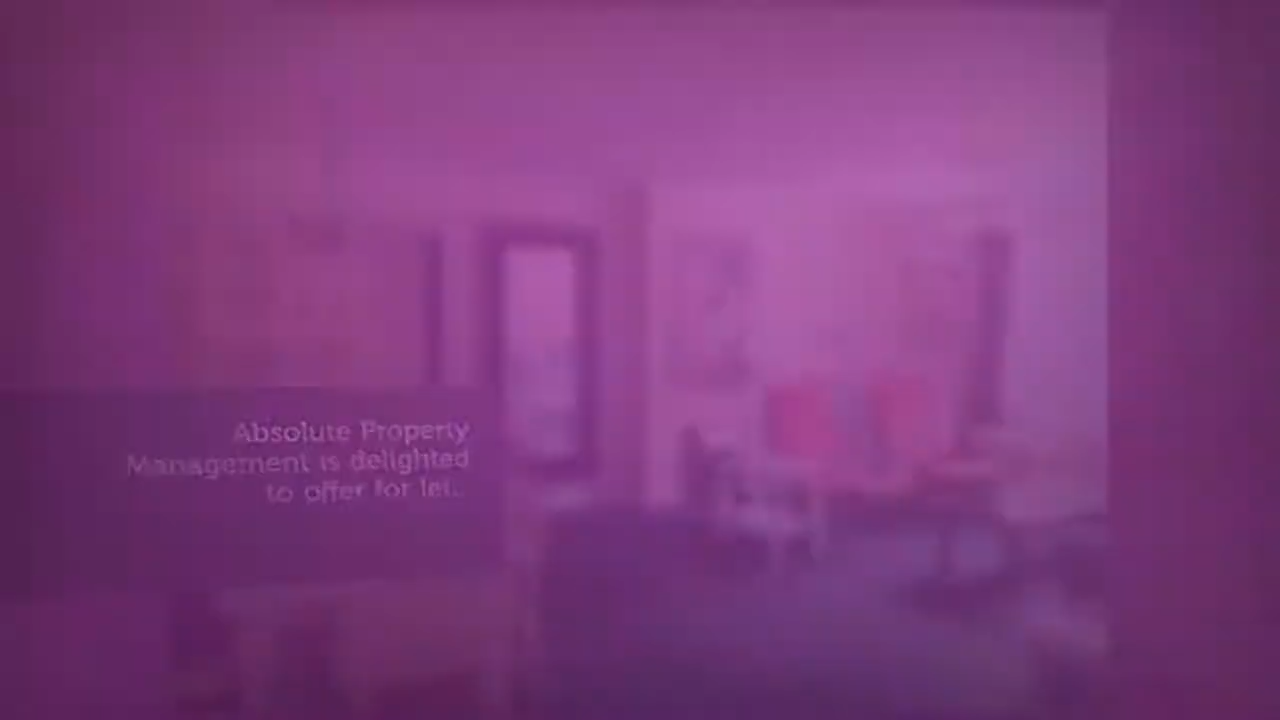 Absolute Property
Management is delighted
to offer for let..